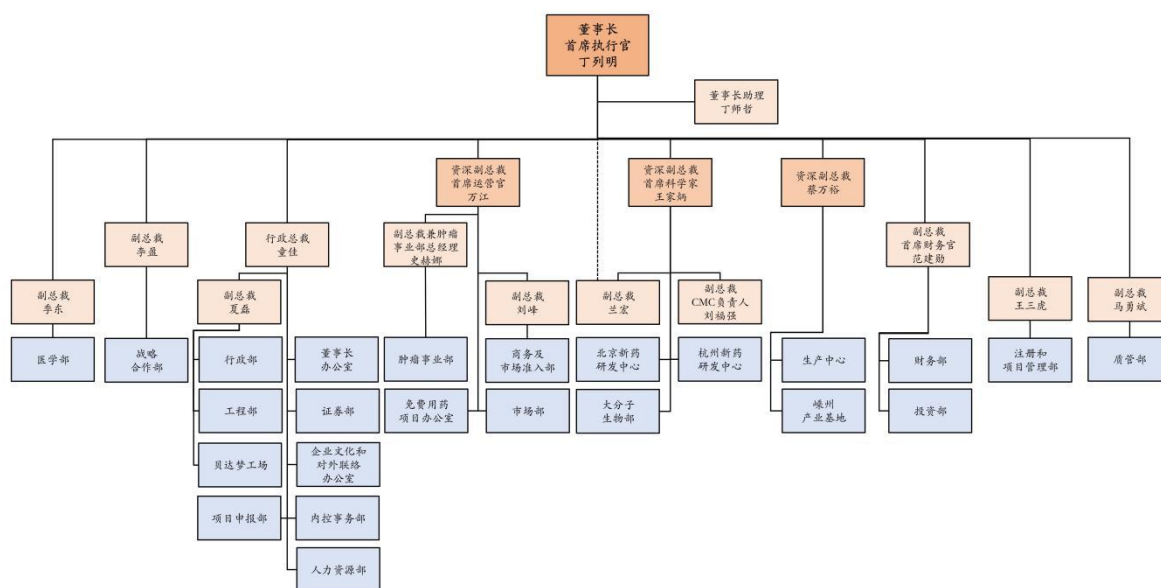 董事长
首席执行官
丁列明
董事长助理
丁师哲
资深副总裁
首席运营官
万江
资深副总裁
首席科学家
王家炳
资深副总裁
蔡万裕
副总裁
李盈
行政总裁
童佳
副总裁兼肿瘤
事业部总经理
史赫娜
副总裁
首席财务官
范建勋
副总裁
季东
副总裁
夏磊
副总裁
刘峰
副总裁
兰宏
副总裁
CMC负责人
刘福强
副总裁
王三虎
副总裁
马勇斌
医学部
战略
合作部
行政部
董事长
办公室
肿瘤事业部
商务及
市场准入部
北京新药
研发中心
杭州新药
研发中心
生产中心
财务部
注册和
项目管理部
质管部
工程部
证券部
免费用药
项目办公室
市场部
大分子
生物部
嵊州
产业基地
投资部
贝达梦工场
企业文化和
对外联络
办公室
项目申报部
内控事务部
人力资源部